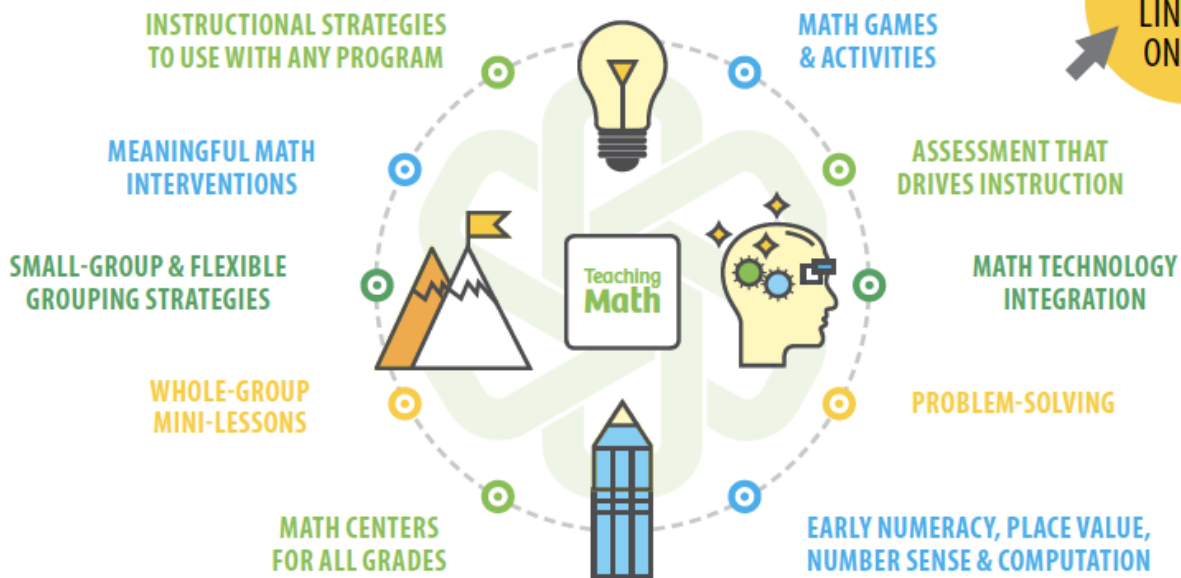 INSTRUCTIONAL STRATEGIES
TO USE WITH ANY PROGRAM
MATH GAMES
& ACTIVITIES
LIN
ON
MEANINGFUL MATH
INTERVENTIONS
ASSESSMENT THAT
DRIVES INSTRUCTION
SMALL-GROUP & FLEXIBLE
GROUPING STRATEGIES
Teaching
Math
MATH TECHNOLOGY
INTEGRATION
WHOLE-GROUP
MINI-LESSONS
PROBLEM-SOLVING
MATH CENTERS
FOR ALL GRADES
EARLY NUMERACY, PLACE VALUE,
NUMBER SENSE & COMPUTATION